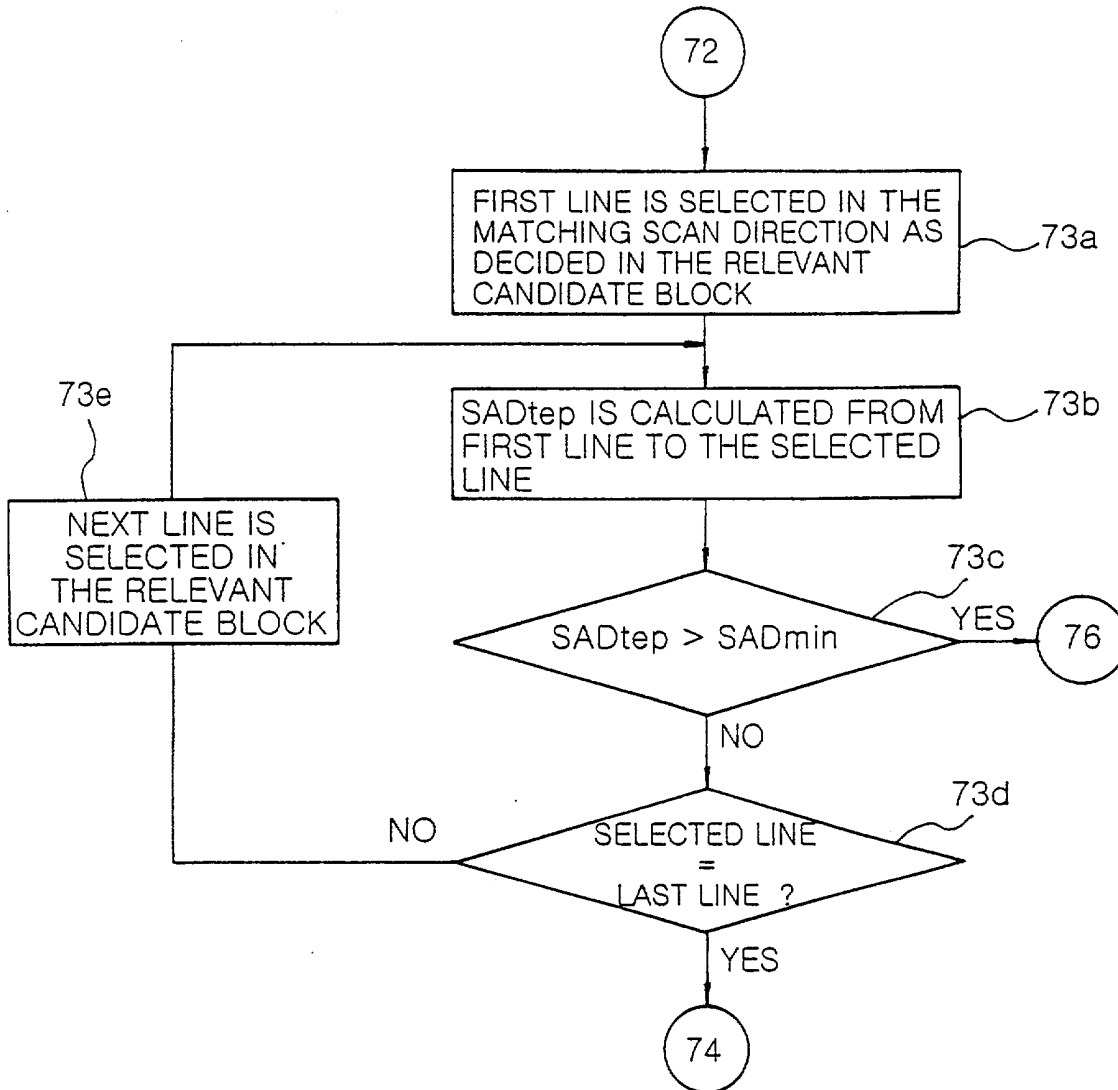 72
FIRST LINE IS SELECTED IN THE
MATCHING SCAN DIRECTION AS
DECIDED IN THE RELEVANT
CANDIDATE BLOCK
73a
73e
SADtep IS CALCULATED FROM
FIRST LINE TO THE SELECTED
LINE
73b
NEXT LINE IS
SELECTED IN
THE RELEVANT
CANDIDATE BLOCK
73c
SADtep > SADmin
YES
76
NO
73d
NO
SELECTED LINE
=
LAST LINE ?
YES
74